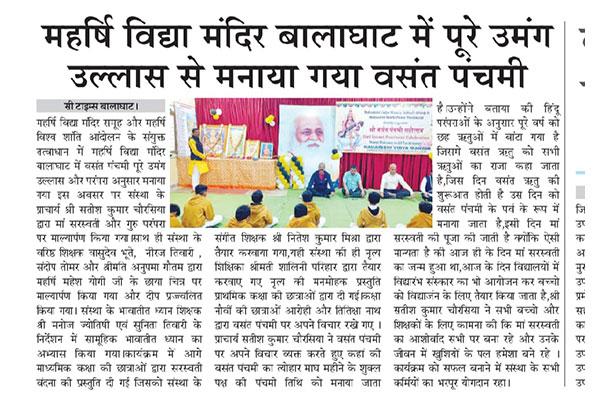 महर्षि विद्या मंदिर बालाघाट में पूरे उमंग
उल्लास से मनाया गया वसंत पंचमी
सी टाइम्स बालाघाट।
महर्षि विद्या मंदिर समूह और महर्षि
विश्व शांति आंदोलन के संयुक्त
तत्वाधान में महर्षि विद्या मंदिर
बालाघाट में वसंत पंचमी पूरे उमंग
उल्लास और परंपरा अनुसार मनाया
गया इस अवसर पर संस्था के
प्राचार्य श्री सतीश कुमार चौरसिया
द्वारा मां सरस्वती और गुरु परंपरा
पर माल्यार्पण किया गया।साथ ही संस्था के
वरिष्ठ शिक्षक वासुदेव भूते, नीरज तिवारी ,
संदीप तोमर और श्रीमति अनुपमा गौतम द्वारा
महर्षि महेश योगी जी के छाया चित्र पर
माल्यार्पण किया गया और दीप प्रज्वलित
किया गया। संस्था के भावातीत ध्यान शिक्षक
श्री मनोज ज्योतिषी एवं सुनिता तिवारी के
निर्देशन में सामूहिक भावातीत ध्यान का
अभ्यास किया गया।कार्यक्रम में आगे
माध्यमिक कक्षा की छात्राओं द्वारा सरस्वती
वंदना की प्रस्तुति दी गई जिसको संस्था के
श्री वसंत पंचमी महोत्सव
संगीत शिक्षक श्री नितेश कुमार मिश्रा द्वारा
तैयार करवाया गया,वही संस्था की ही नृत्य
शिक्षिका श्रीमती शालिनी परिहार द्वारा तैयार
करवाए गए नृत्य की मनमोहक प्रस्तुति
प्राथमिक कक्षा की छात्राओं द्वारा दी गई।कक्षा
नौवीं की छात्राओं आरोही और तितिक्षा नाथ
द्वारा वसंत पंचमी पर अपने विचार रखे गए ।
प्राचार्य सतीश कुमार चौरसिया ने वसंत पंचमी
पर अपने विचार व्यक्त करते हुए कहा की
वसंत पंचमी का त्योहार माघ महीने के शुक्ल
पक्ष की पंचमी तिथि को मनाया जाता
है।उन्होंने बताया की हिंदू
परंपराओं के अनुसार पूरे वर्ष को
छह ऋतुओं में बांटा गया है
जिसमे वसंत ऋतु को सभी
ऋतुओं का राजा कहा जाता
है,जिस दिन वसंत ऋतु की
शुरूआत होती है उस दिन को
वसंत पंचमी के पर्व के रूप में
मनाया जाता है,इसी दिन मां
सरस्वती की पूजा की जाती है क्योंकि ऐसी
मान्यता है की आज ही के दिन मां सरस्वती
का जन्म हुआ था,आज के दिन विद्यालयों में
विद्यारंभ संस्कार का भी आयोजन कर बच्चो
को विद्यार्जन के लिए तैयार किया जाता है,श्री
सतीश कुमार चौरसिया ने सभी बच्चो और
शिक्षकों के लिए कामना की कि मां सरस्वती
का आशीर्वाद सभी पर बना रहे और उनके
जीवन में खुशियों के पल हमेशा बने रहे ।
कार्यक्रम को सफल बनाने में संस्था के सभी
कर्मियों का भरपूर योगदान रहा।